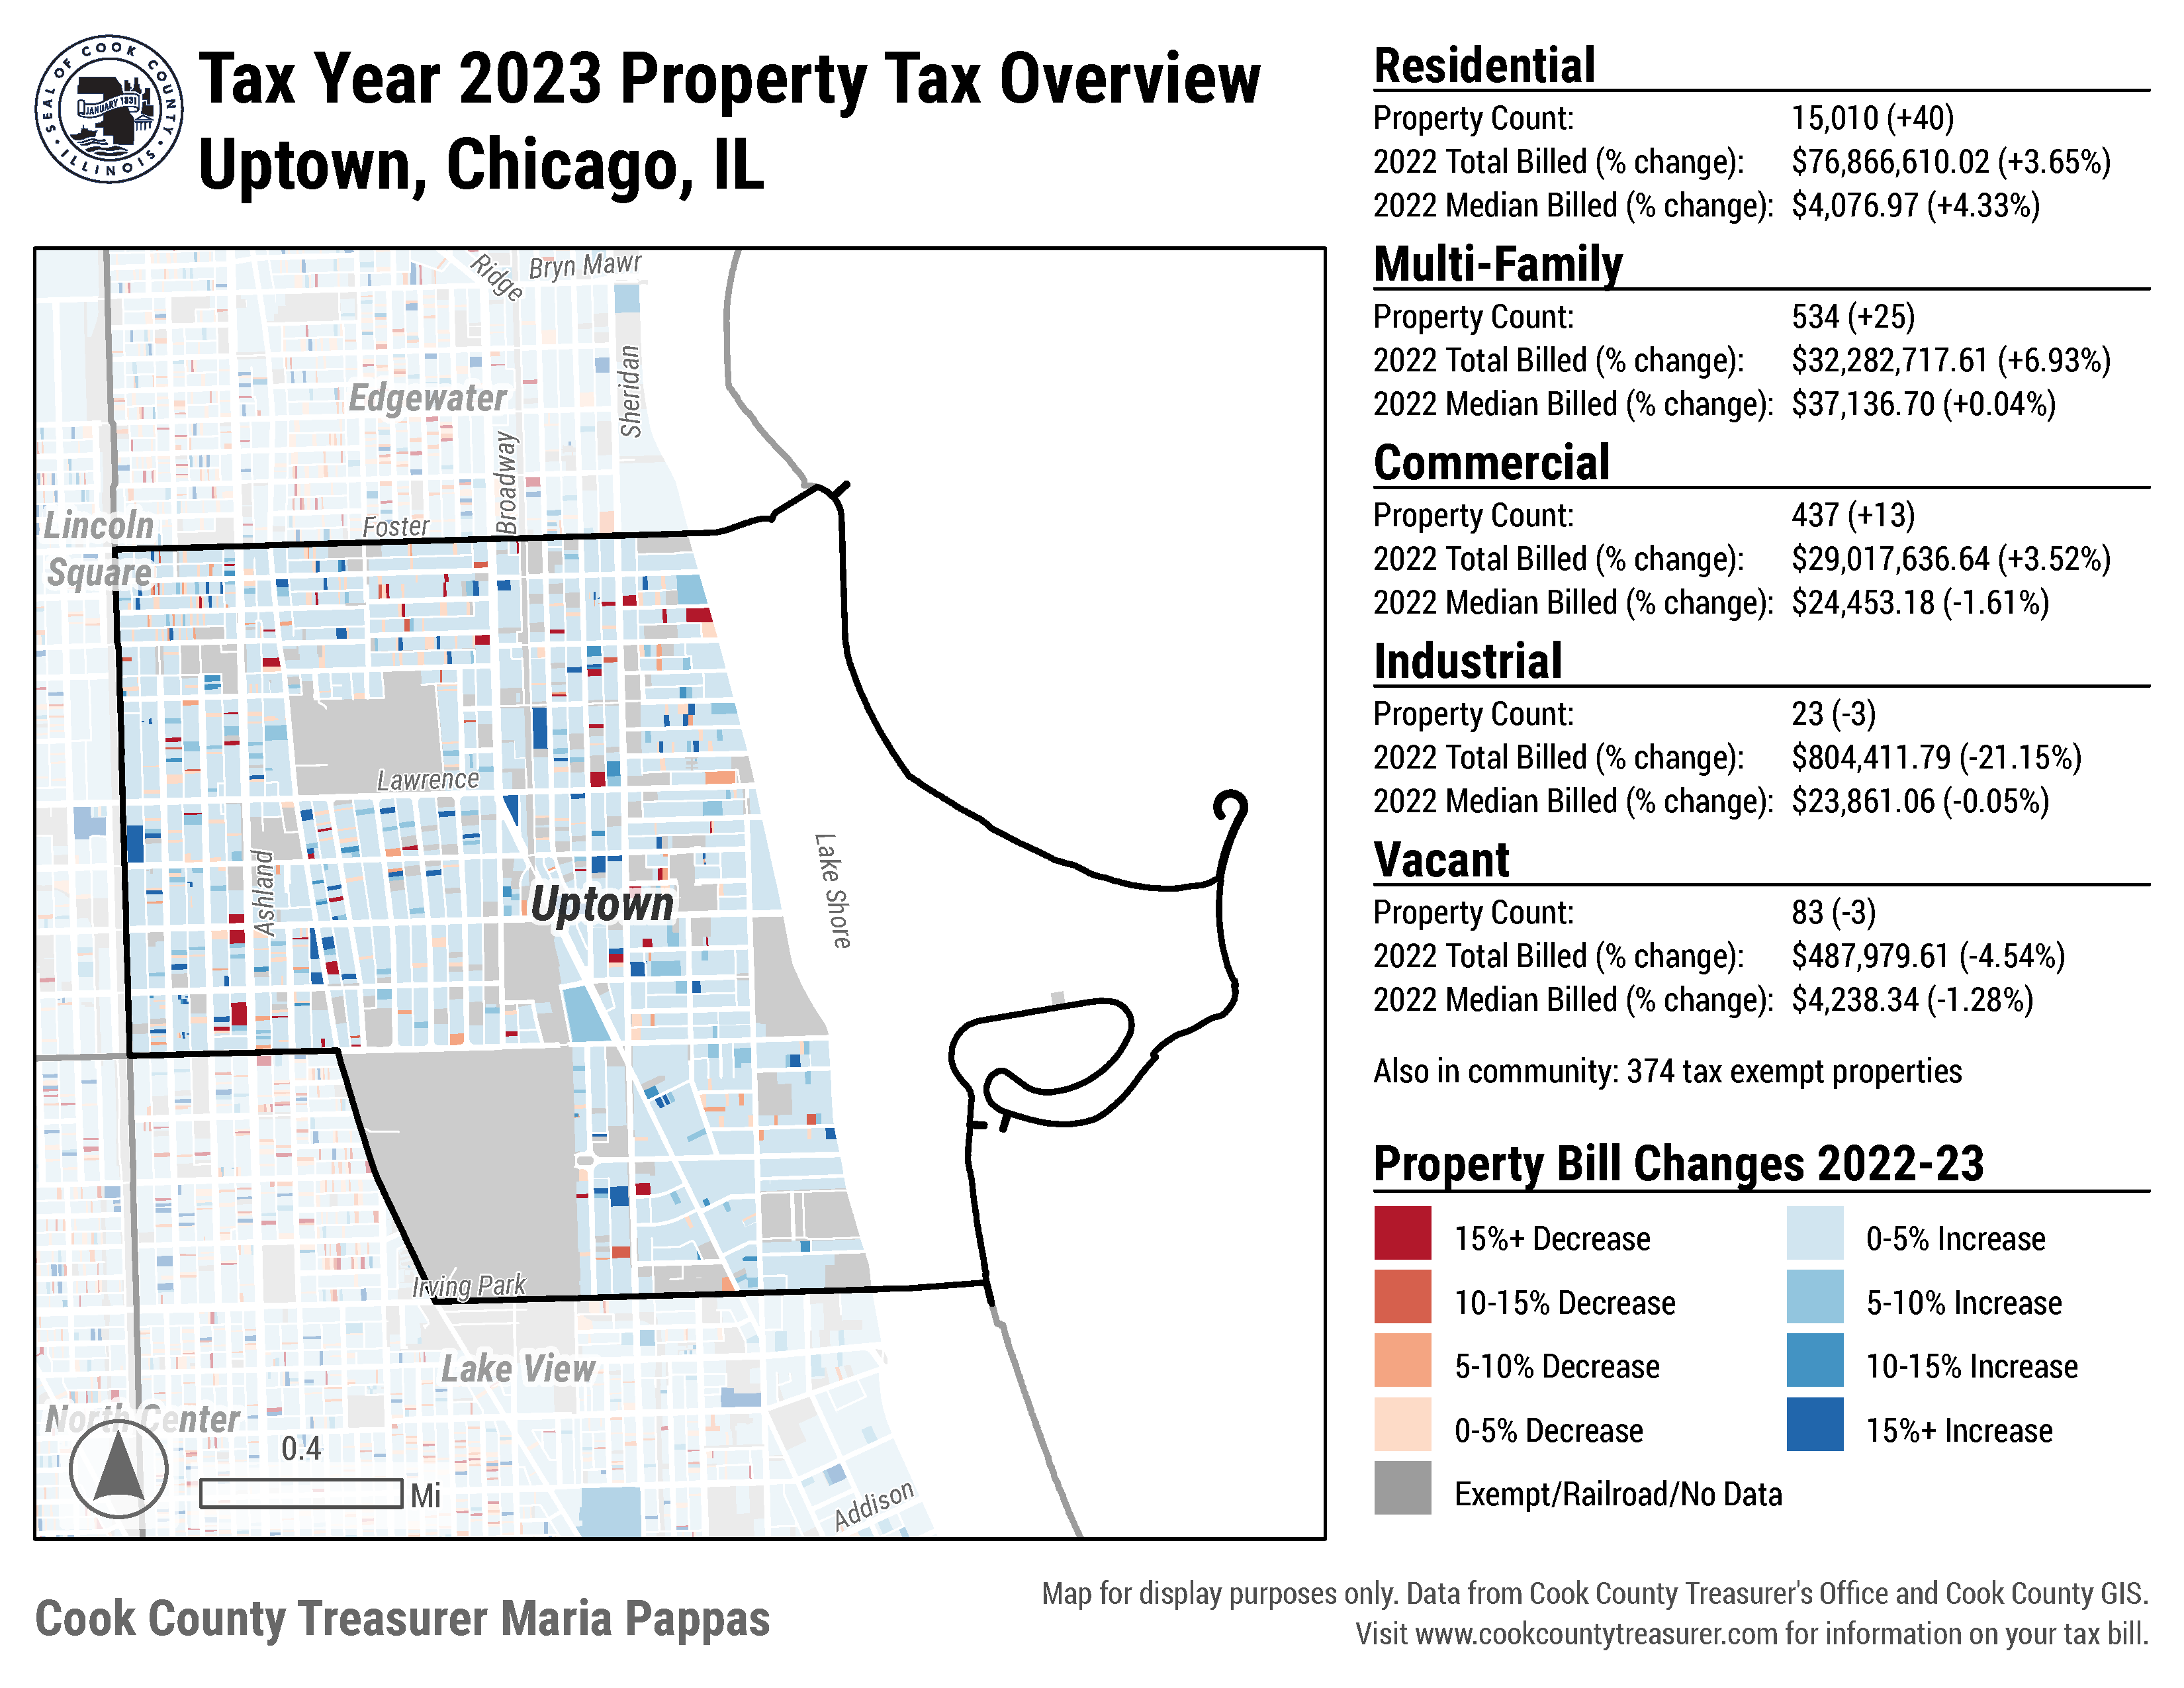 SEAL OF COOK COUNTY
ILLINOIS
JANUARY 1831
Tax Year 2023 Property Tax Overview
Uptown, Chicago, IL
Ridge
Bryn Mawr
Sheridan
Edgewater
Broadway
Lincoln
Square
Foster
Lawrence
Ashland
Uptown
Lake Shore
Irving Park
Lake View
North Center
0.4
Mi
Addison
Residential
Property Count: 15,010 (+40)
2022 Total Billed (% change): $76,866,610.02 (+3.65%)
2022 Median Billed (% change): $4,076.97 (+4.33%)
Multi-Family
Property Count: 534 (+25)
2022 Total Billed (% change): $32,282,717.61 (+6.93%)
2022 Median Billed (% change): $37,136.70 (+0.04%)
Commercial
Property Count: 437 (+13)
2022 Total Billed (% change): $29,017,636.64 (+3.52%)
2022 Median Billed (% change): $24,453.18 (-1.61%)
Industrial
Property Count: 23 (-3)
2022 Total Billed (% change): $804,411.79 (-21.15%)
2022 Median Billed (% change): $23,861.06 (-0.05%)
Vacant
Property Count: 83 (-3)
2022 Total Billed (% change): $487,979.61 (-4.54%)
2022 Median Billed (% change): $4,238.34 (-1.28%)
Also in community: 374 tax exempt properties
Property Bill Changes 2022-23
15%+ Decrease
0-5% Increase
10-15% Decrease
5-10% Increase
5-10% Decrease
10-15% Increase
0-5% Decrease
15%+ Increase
Exempt/Railroad/No Data
Cook County Treasurer Maria Pappas
Map for display purposes only. Data from Cook County Treasurer's Office and Cook County GIS.
Visit www.cookcountytreasurer.com for information on your tax bill.